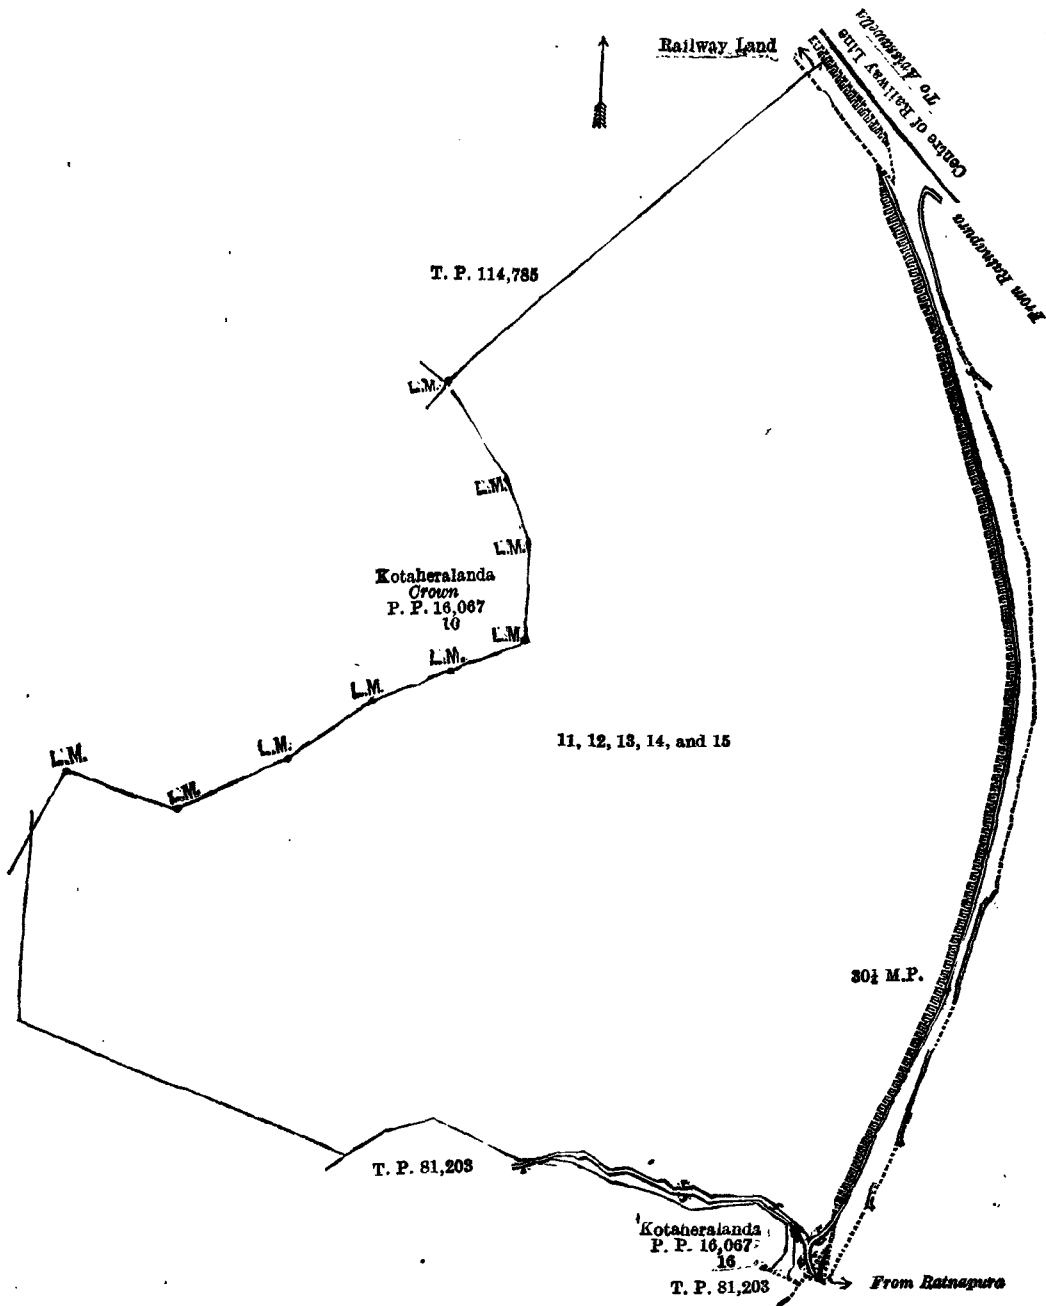 Railway Land
To Avissawella
Centre of Railway Line
From Ratnapura
T. P. 114,785
L.M.
L.M.
L.M.
Kotaheralanda
Crown
P. P. 16,067
10
L.M.
L.M.
L.M.
L.M.
L.M.
L.M.
11, 12, 13, 14, and 15
30½ M.P.
T. P. 81,203
Kotaheralanda
P. P. 16,067
16
T. P. 81,203
From Ratnapura